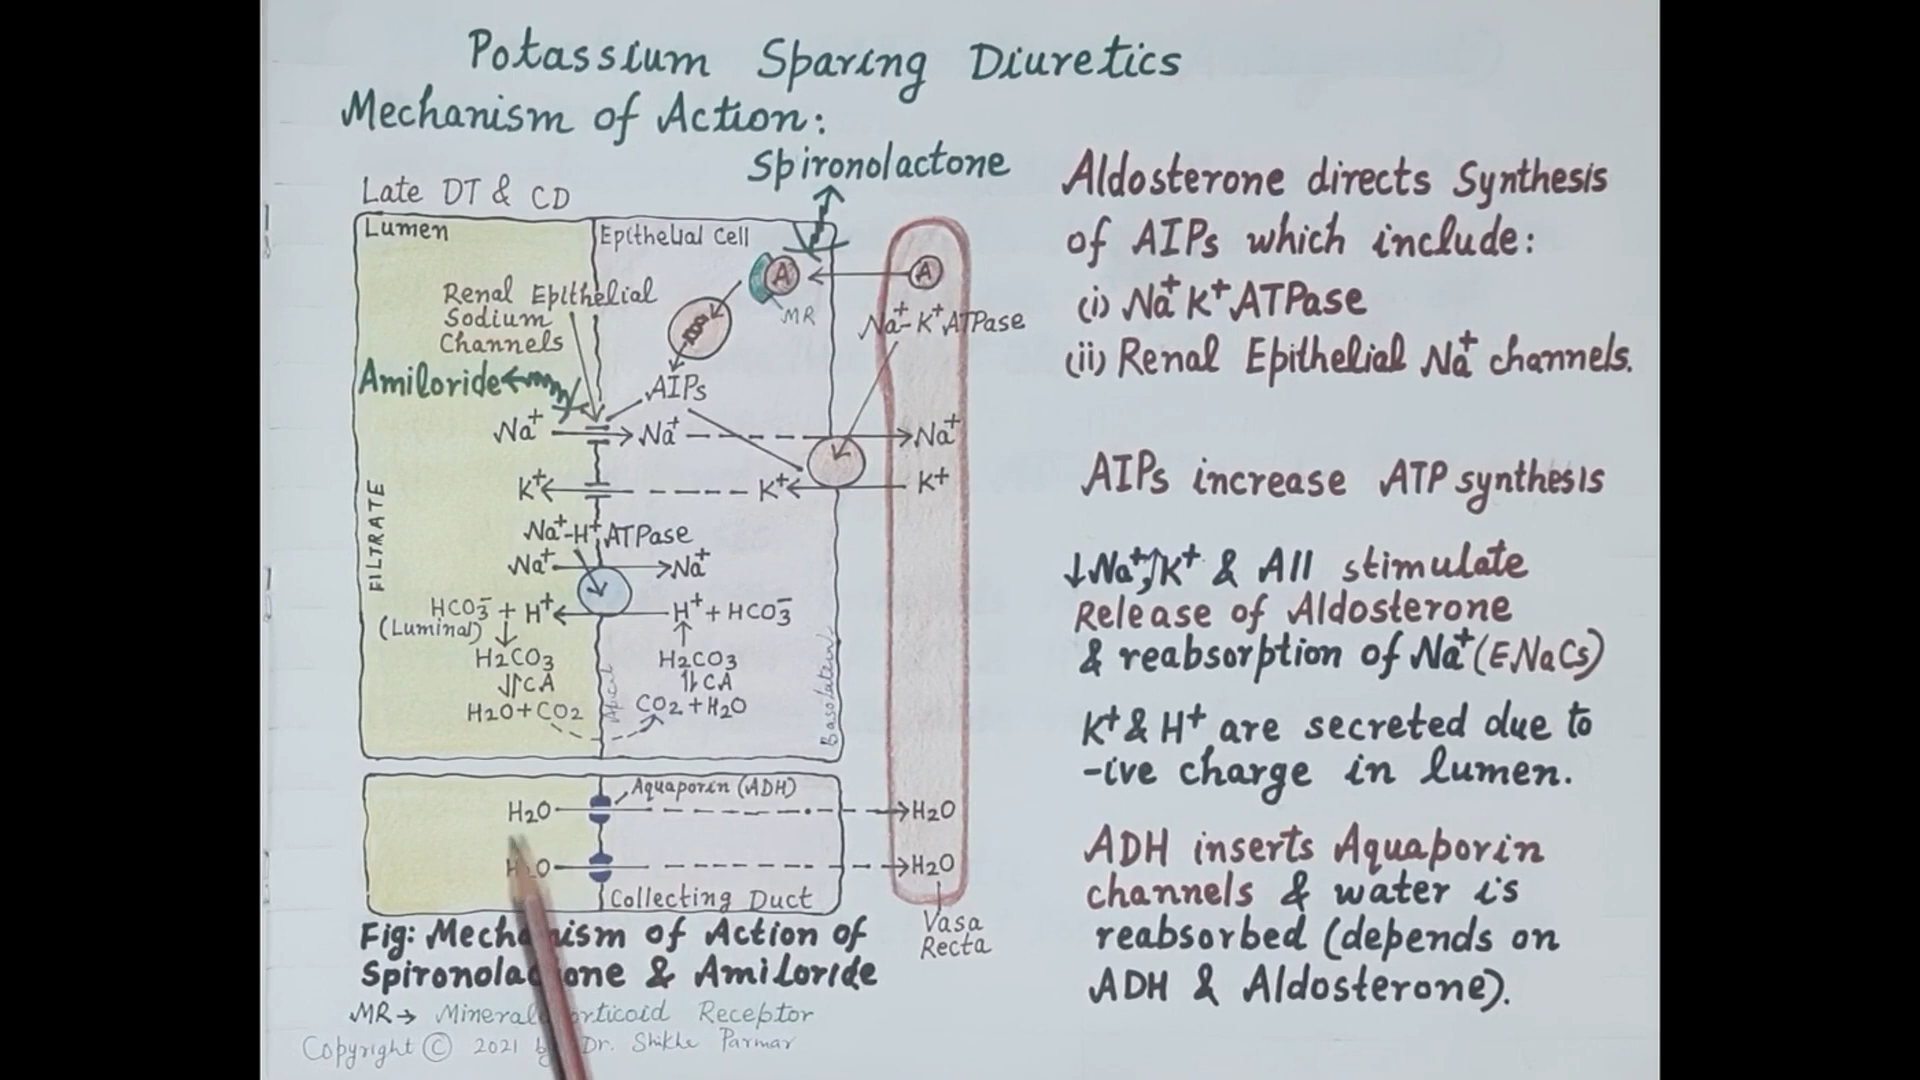 Potassium Sparing Diuretics
Mechanism of Action:
Spironolactone
Late DT & CD
Lumen
Epithelial Cell
A
A
MR
Renal Epithelial
Sodium
Channels
Na⁺-K⁺ATPase
Amiloride
AIPs
Na⁺
Na⁺
Na⁺
K⁺
K⁺
K⁺
FILTRATE
Na⁺-H⁺ATPase
Na⁺
Na⁺
HCO₃⁻ + H⁺
H⁺ + HCO₃⁻
(Luminal)
H2CO3
H2CO3
CA
CA
H2O+CO2
CO2+H2O
Apical
Basolateral
Aquaporin (ADH)
H2O
H2O
H2O
Collecting Duct
Vasa
Recta
Fig: Mechanism of Action of
Spironolactone & Amiloride
MR→ Mineralocorticoid Receptor
Copyright © 2021 by Dr. Shikha Parmar
Aldosterone directs Synthesis
of AIPs which include:
(i) Na⁺K⁺ATPase
(ii) Renal Epithelial Na⁺ channels.
AIPs increase ATP synthesis
↓Na⁺,↑K⁺ & AII stimulate
Release of Aldosterone
& reabsorption of Na⁺(ENaCs)
K⁺& H⁺ are secreted due to
-ive charge in lumen.
ADH inserts Aquaporin
channels & water is
reabsorbed (depends on
ADH & Aldosterone).